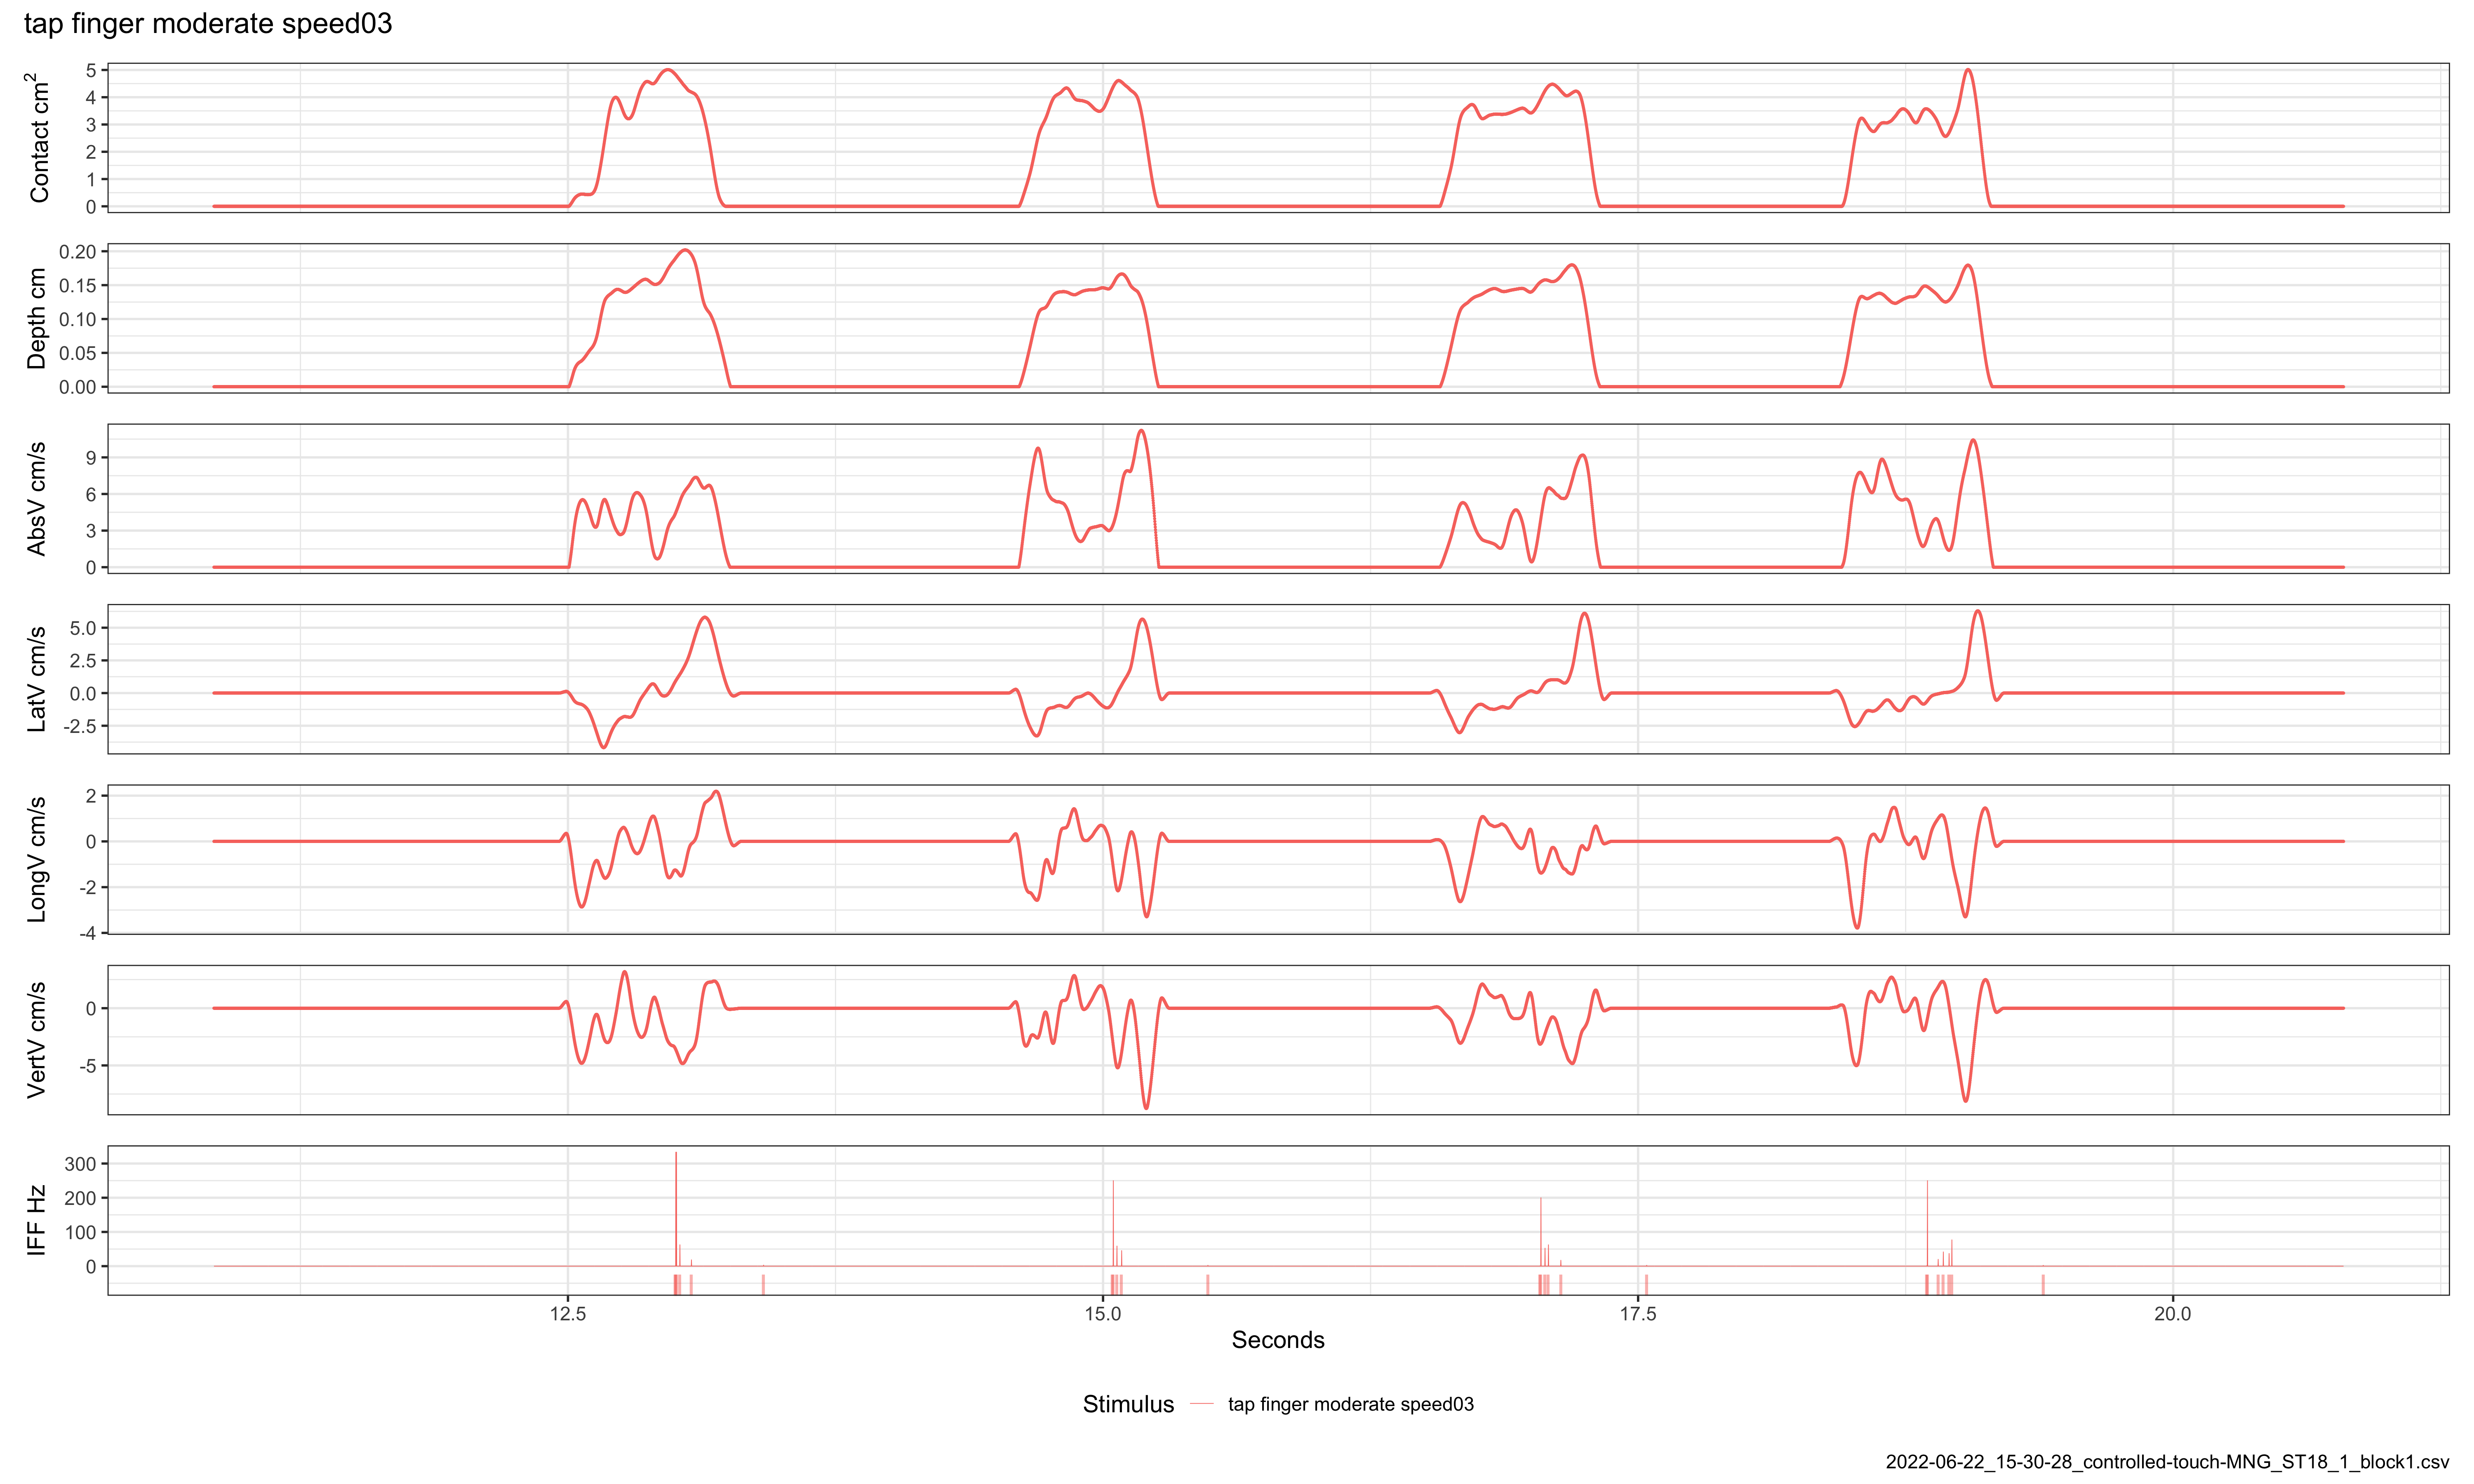 tap finger moderate speed03
Contact cm²
5
4
3
2
1
0
Depth cm
0.20
0.15
0.10
0.05
0.00
AbsV cm/s
9
6
3
0
LatV cm/s
5.0
2.5
0.0
-2.5
LongV cm/s
2
0
-2
-4
VertV cm/s
0
-5
IFF Hz
300
200
100
0
12.5 15.0 17.5 20.0
Seconds
Stimulus tap finger moderate speed03
2022-06-22_15-30-28_controlled-touch-MNG_ST18_1_block1.csv